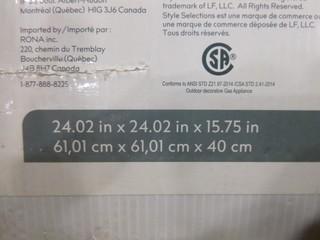 Montréal (Québec) H1G 3J6 Canada
Imported by / Importé par :
RONA inc.
220, chemin du Tremblay
Boucherville (Québec)
J4B 8H7 Canada
1-877-888-8225
trademark of LF, LLC. All Rights Reserved.
Style Selections est une marque de commerce ou
une marque de commerce déposée de LF, LLC.
Tous droits réservés.
Conforms to ANSI STD Z21.97-2014 /CSA STD 2.41-2014
Outdoor decorative Gas Appliance
24.02 in x 24.02 in x 15.75 in
61,01 cm x 61,01 cm x 40 cm